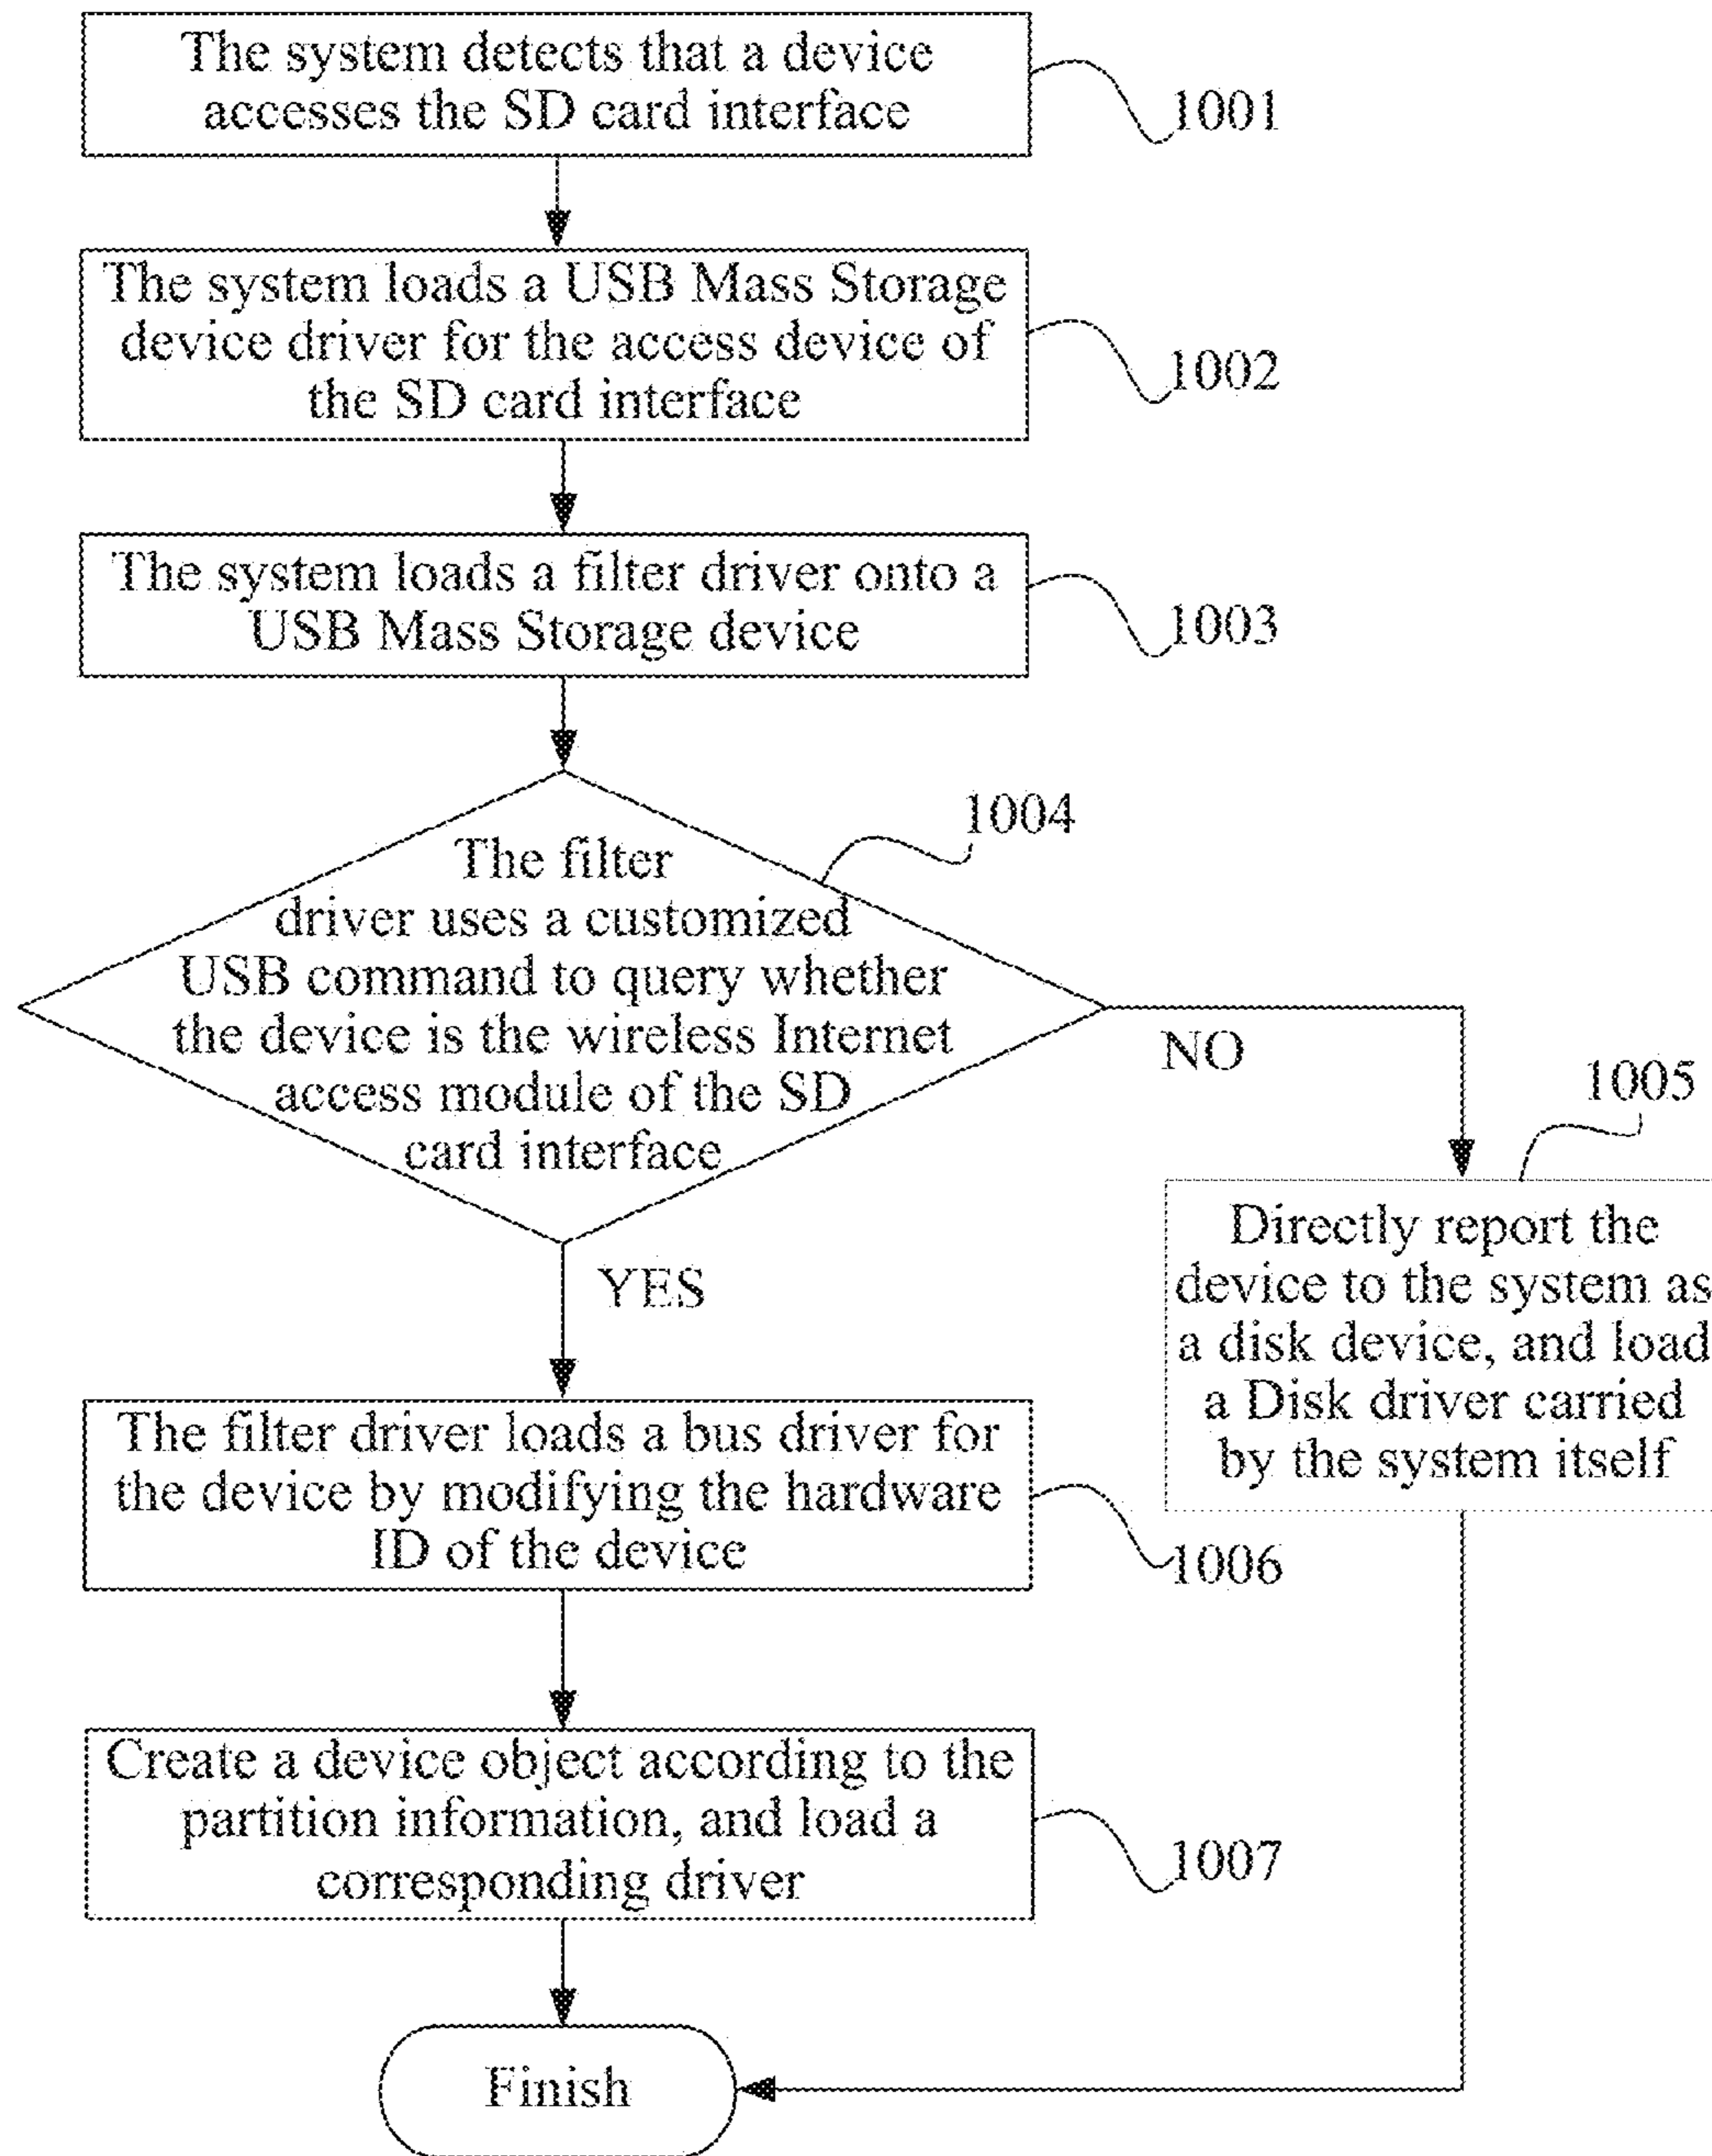 The system detects that a device
accesses the SD card interface
1001
The system loads a USB Mass Storage
device driver for the access device of
the SD card interface
1002
The system loads a filter driver onto a
USB Mass Storage device
1003
1004
The filter
driver uses a customized
USB command to query whether
the device is the wireless Internet
access module of the SD
card interface
NO
YES
1005
Directly report the
device to the system as
a disk device, and load
a Disk driver carried
by the system itself
The filter driver loads a bus driver for
the device by modifying the hardware
ID of the device
1006
Create a device object according to the
partition information, and load a
corresponding driver
1007
Finish